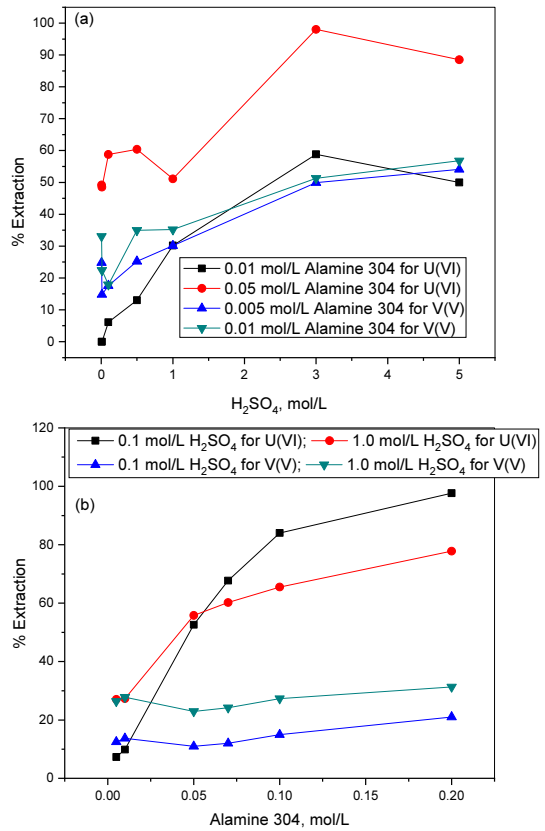 (a)
100
90
80
70
60
50
40
30
20
10
0
% Extraction
0.01 mol/L Alamine 304 for U(VI)
0.05 mol/L Alamine 304 for U(VI)
0.005 mol/L Alamine 304 for V(V)
0.01 mol/L Alamine 304 for V(V)
0 1 2 3 4 5
H₂SO₄, mol/L
120
100
80
60
40
20
0
% Extraction
0.1 mol/L H₂SO₄ for U(VI); 1.0 mol/L H₂SO₄ for U(VI)
0.1 mol/L H₂SO₄ for V(V); 1.0 mol/L H₂SO₄ for V(V)
(b)
0.00 0.05 0.10 0.15 0.20
Alamine 304, mol/L